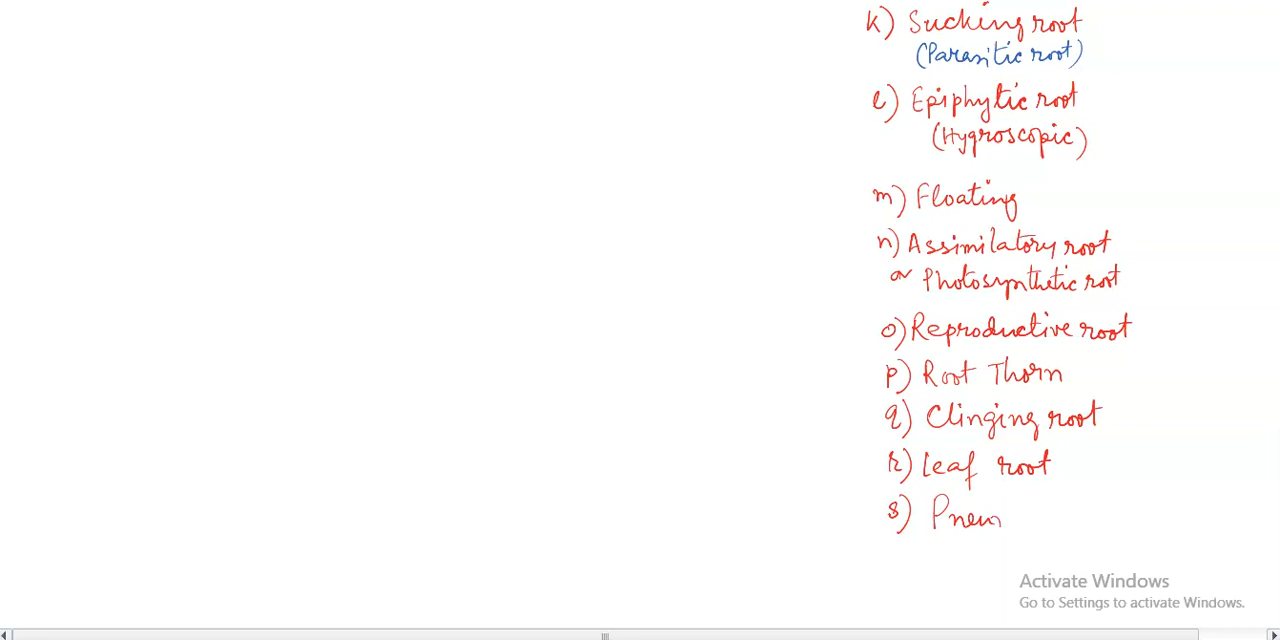 k) Sucking root
(Parasitic root)
l) Epiphytic root
(Hygroscopic)
m) Floating
n) Assimilatory root
or Photosynthetic root
o) Reproductive root
p) Root Thorn
q) Clinging root
r) Leaf root
s) Pneu
Activate Windows
Go to Settings to activate Windows.